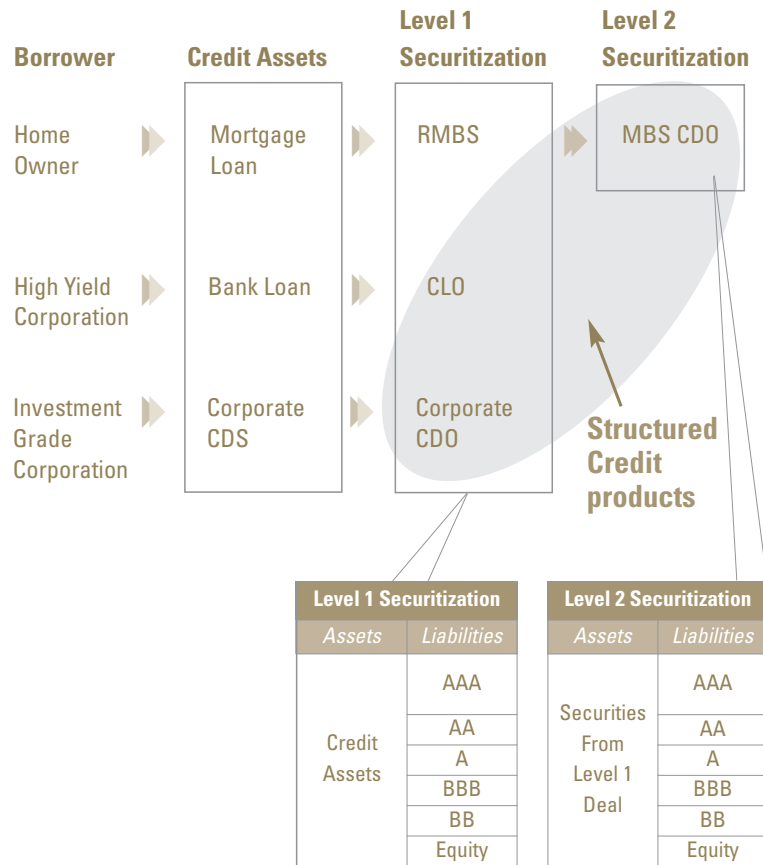 Borrower
Credit Assets
Level 1
Securitization
Level 2
Securitization
Home
Owner
Mortgage
Loan
RMBS
MBS CDO
High Yield
Corporation
Bank Loan
CLO
Investment
Grade
Corporation
Corporate
CDS
Corporate
CDO
Structured
Credit
products
Level 1 Securitization
Assets
Liabilities
Credit
Assets
AAA
AA
A
BBB
BB
Equity
Level 2 Securitization
Assets
Liabilities
Securities
From
Level 1
Deal
AAA
AA
A
BBB
BB
Equity